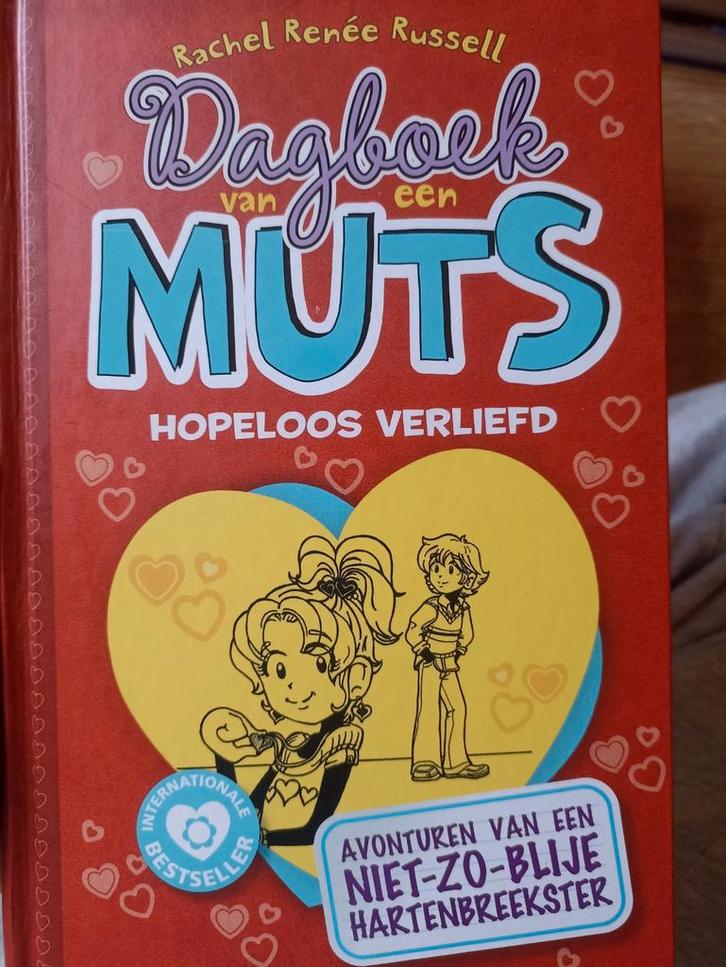 Rachel Renée Russell
Dagboek
van een
MUTS
HOPELOOS VERLIEFD
INTERNATIONALE
BESTSELLER
AVONTUREN VAN EEN
NIET-ZO-BLIJE
HARTENBREEKSTER